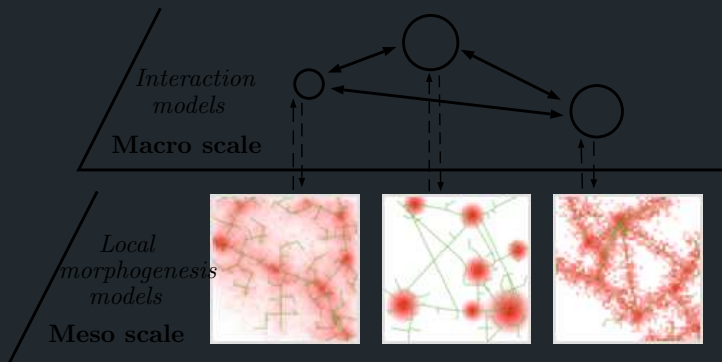 Interaction
models
Macro scale
Local
morphogenesis
models
Meso scale